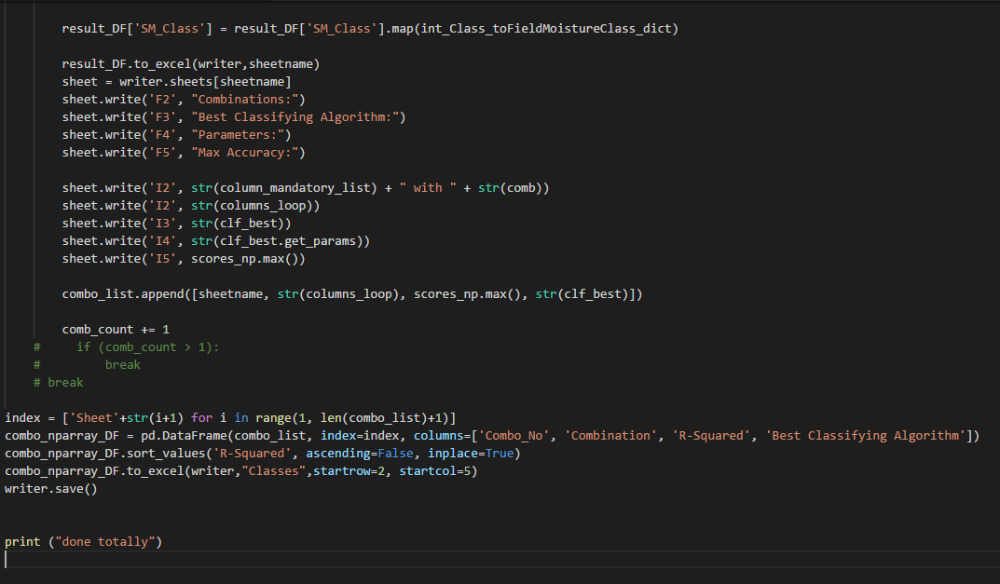 result_DF['SM_Class'] = result_DF['SM_Class'].map(int_Class_toFieldMoistureClass_dict)
result_DF.to_excel(writer,sheetname)
sheet = writer.sheets[sheetname]
sheet.write('F2', "Combinations:")
sheet.write('F3', "Best Classifying Algorithm:")
sheet.write('F4', "Parameters:")
sheet.write('F5', "Max Accuracy:")
sheet.write('I2', str(column_mandatory_list) + " with " + str(comb))
sheet.write('I2', str(columns_loop))
sheet.write('I3', str(clf_best))
sheet.write('I4', str(clf_best.get_params))
sheet.write('I5', scores_np.max())
combo_list.append([sheetname, str(columns_loop), scores_np.max(), str(clf_best)])
comb_count += 1
#     if (comb_count > 1):
#         break
# break
index = ['Sheet'+str(i+1) for i in range(1, len(combo_list)+1)]
combo_nparray_DF = pd.DataFrame(combo_list, index=index, columns=['Combo_No', 'Combination', 'R-Squared', 'Best Classifying Algorithm'])
combo_nparray_DF.sort_values('R-Squared', ascending=False, inplace=True)
combo_nparray_DF.to_excel(writer,"Classes",startrow=2, startcol=5)
writer.save()
print ("done totally")